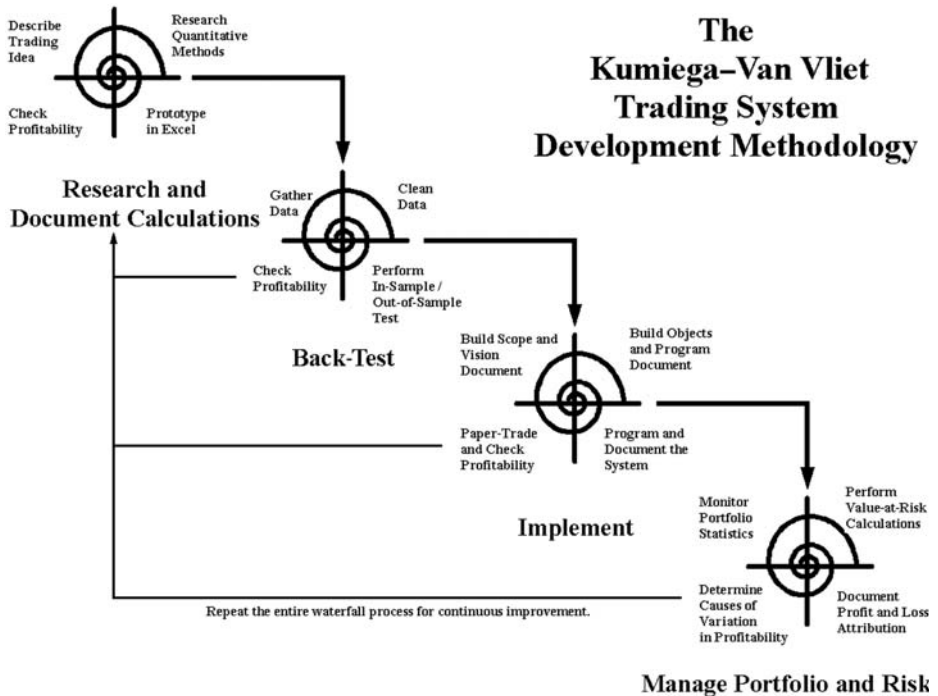 The
Kumiega–Van Vliet
Trading System
Development Methodology
Describe
Trading
Idea
Research
Quantitative
Methods
Check
Profitability
Prototype
in Excel
Research and
Document Calculations
Gather
Data
Clean
Data
Check
Profitability
Perform
In-Sample /
Out-of-Sample
Test
Back-Test
Build Scope and
Vision
Document
Build Objects
and Program
Document
Paper-Trade
and Check
Profitability
Program and
Document the
System
Implement
Monitor
Portfolio
Statistics
Perform
Value-at-Risk
Calculations
Determine
Causes of
Variation
in Profitability
Document
Profit and Loss
Attribution
Repeat the entire waterfall process for continuous improvement.
Manage Portfolio and Risk